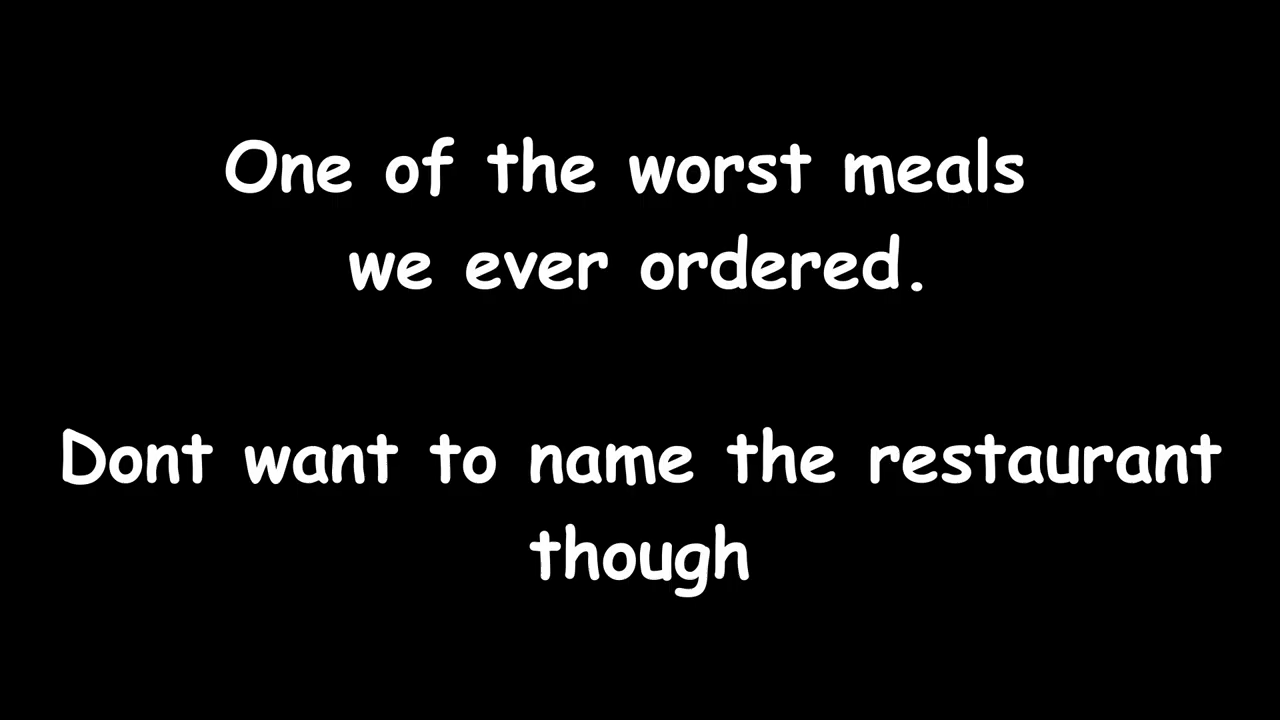 One of the worst meals
we ever ordered.
Dont want to name the restaurant
though